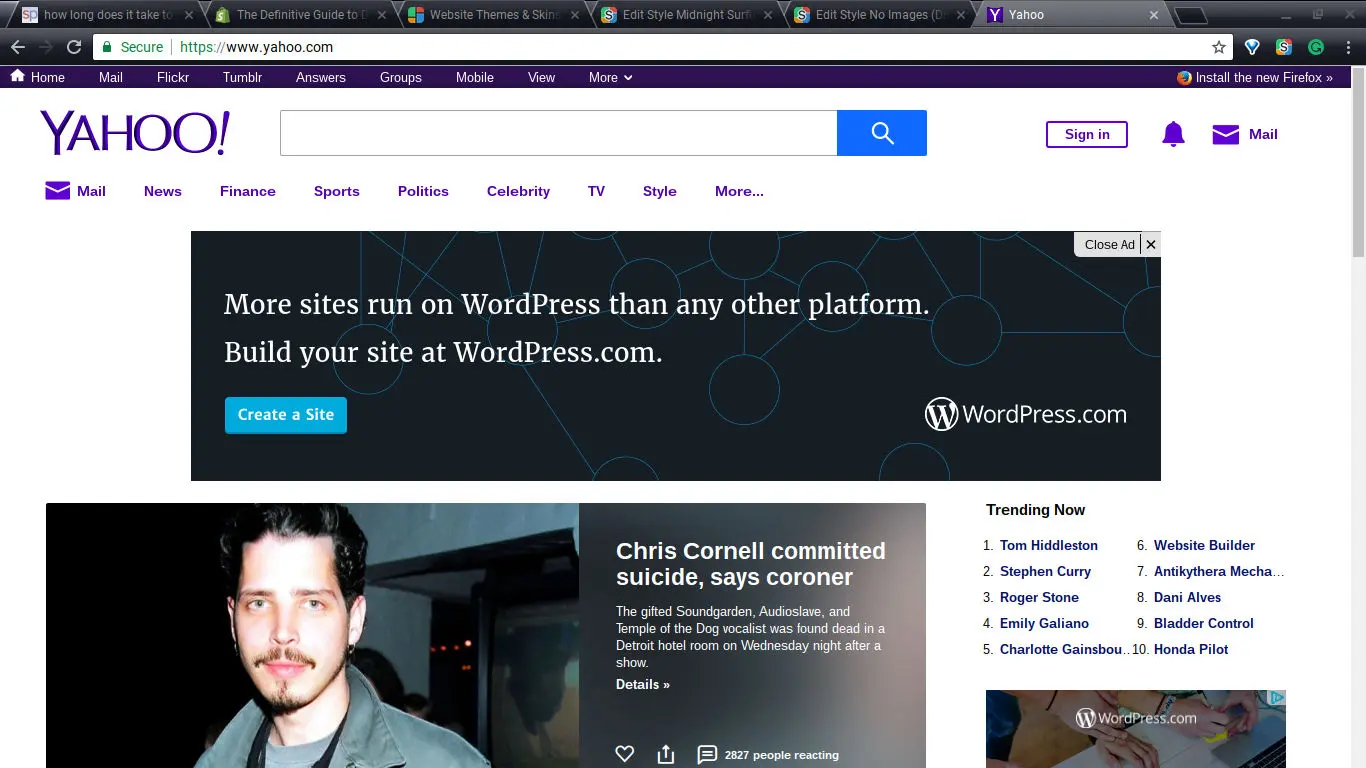 how long does it take to
The Definitive Guide to D
Website Themes & Skins
Edit Style Midnight Surf
Edit Style No Images (D
Yahoo
Secure https://www.yahoo.com
Home Mail Flickr Tumblr Answers Groups Mobile View More Install the new Firefox »
YAHOO!
Sign in
Mail
Mail News Finance Sports Politics Celebrity TV Style More...
Close Ad
More sites run on WordPress than any other platform.
Build your site at WordPress.com.
Create a Site
WordPress.com
Chris Cornell committed
suicide, says coroner
The gifted Soundgarden, Audioslave, and
Temple of the Dog vocalist was found dead in a
Detroit hotel room on Wednesday night after a
show.
Details »
2827 people reacting
Trending Now
1. Tom Hiddleston
2. Stephen Curry
3. Roger Stone
4. Emily Galiano
5. Charlotte Gainsbou...
6. Website Builder
7. Antikythera Mecha...
8. Dani Alves
9. Bladder Control
10. Honda Pilot
WordPress.com